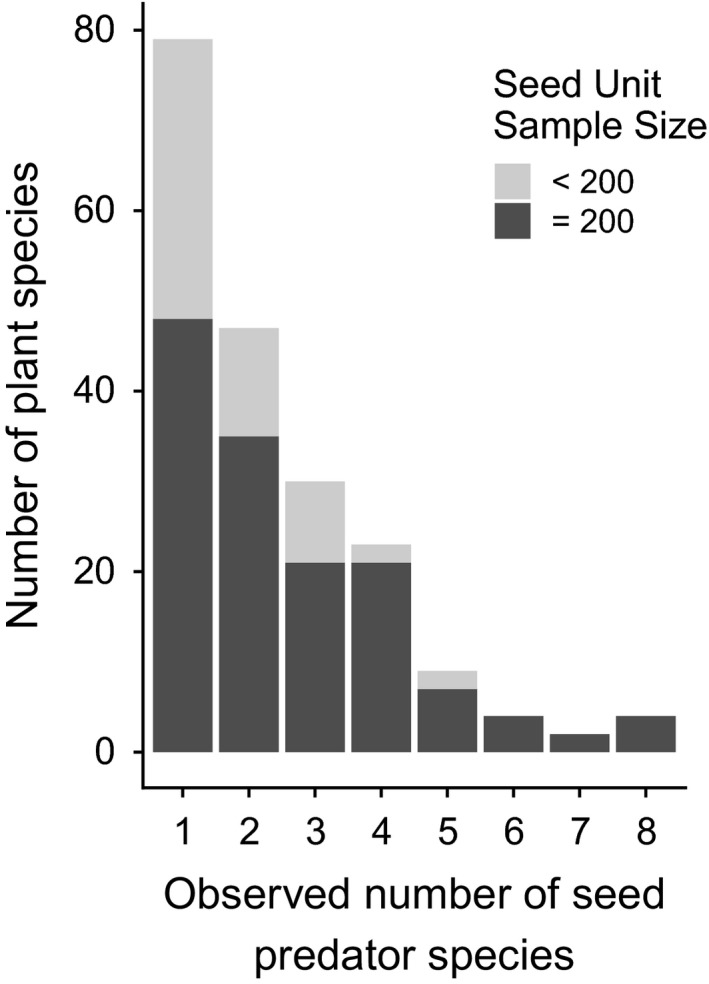 Number of plant species
80
60
40
20
0
Seed Unit
Sample Size
< 200
= 200
1 2 3 4 5 6 7 8
Observed number of seed
predator species